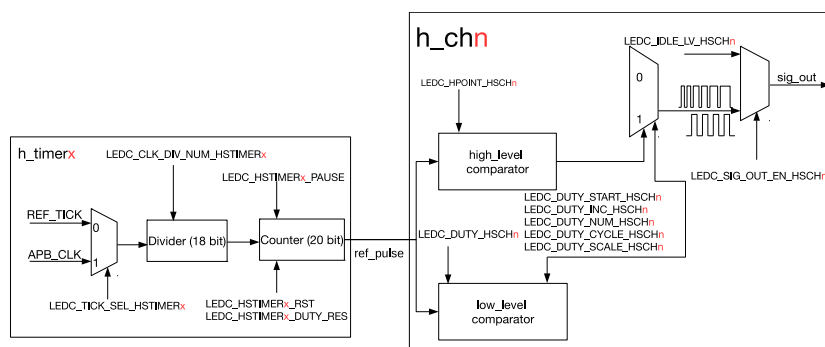 h_chn
LEDC_IDLE_LV_HSCHn
sig_out
0
1
LEDC_HPOINT_HSCHn
high_level
comparator
LEDC_SIG_OUT_EN_HSCHn
LEDC_DUTY_START_HSCHn
LEDC_DUTY_INC_HSCHn
LEDC_DUTY_NUM_HSCHn
LEDC_DUTY_CYCLE_HSCHn
LEDC_DUTY_SCALE_HSCHn
LEDC_DUTY_HSCHn
low_level
comparator
h_timerx
LEDC_CLK_DIV_NUM_HSTIMERx
LEDC_HSTIMERx_PAUSE
REF_TICK
0
APB_CLK
1
Divider (18 bit)
Counter (20 bit)
ref_pulse
LEDC_TICK_SEL_HSTIMERx
LEDC_HSTIMERx_RST
LEDC_HSTIMERx_DUTY_RES